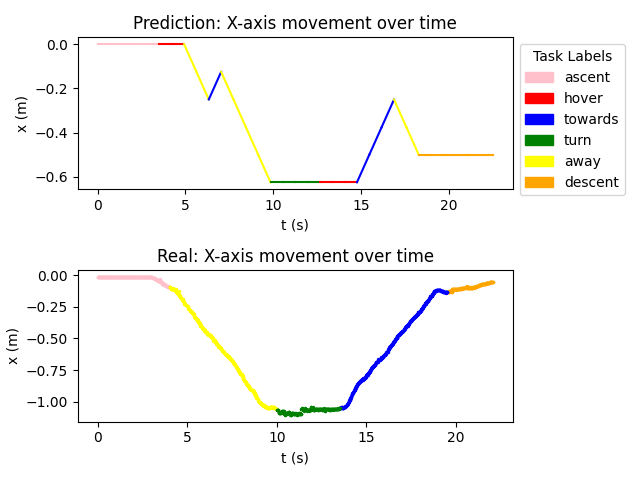 Prediction: X-axis movement over time
0.0
−0.2
−0.4
−0.6
x (m)
0 5 10 15 20
t (s)
Task Labels
ascent
hover
towards
turn
away
descent
Real: X-axis movement over time
0.00
−0.25
−0.50
−0.75
−1.00
x (m)
0 5 10 15 20
t (s)